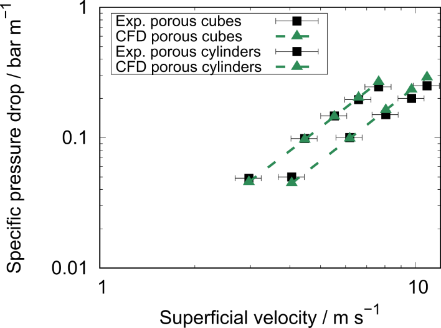 1
Exp. porous cubes
CFD porous cubes
Exp. porous cylinders
CFD porous cylinders
0.1
0.01
1
10
Specific pressure drop / bar m⁻¹
Superficial velocity / m s⁻¹